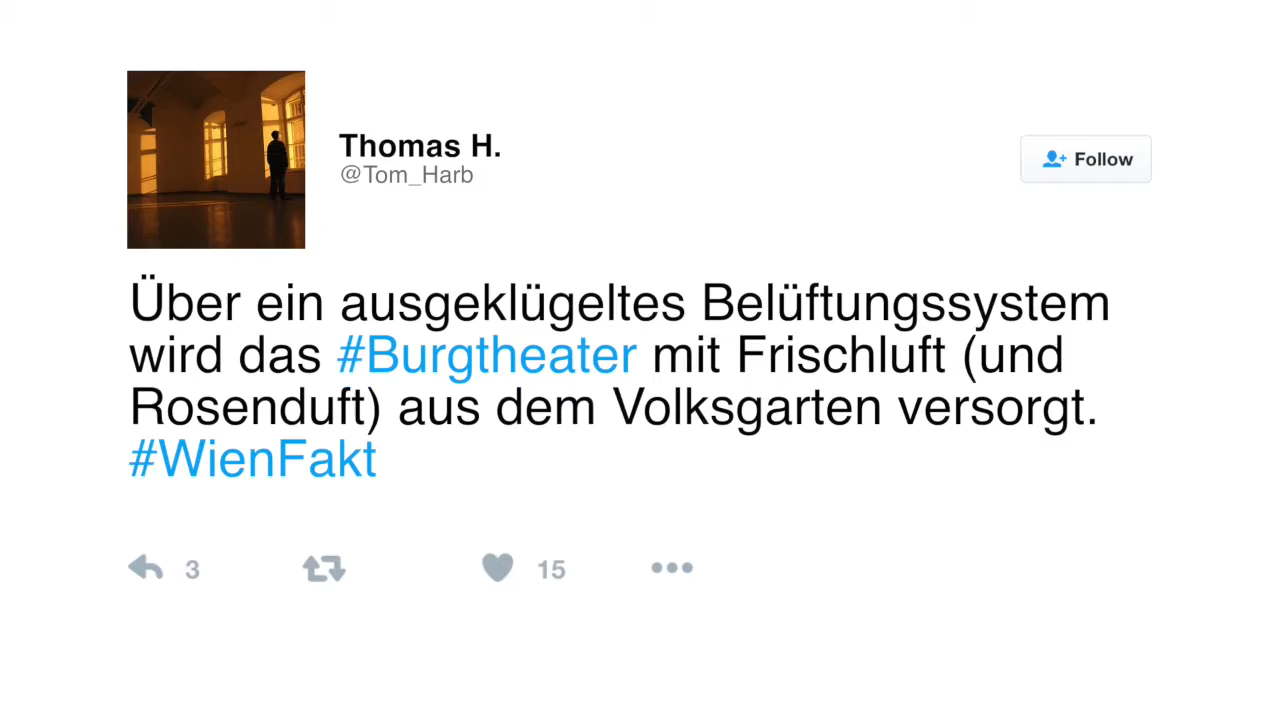 Thomas H.
@Tom_Harb
Follow
Über ein ausgeklügeltes Belüftungssystem
wird das #Burgtheater mit Frischluft (und
Rosenduft) aus dem Volksgarten versorgt.
#WienFakt
3 15